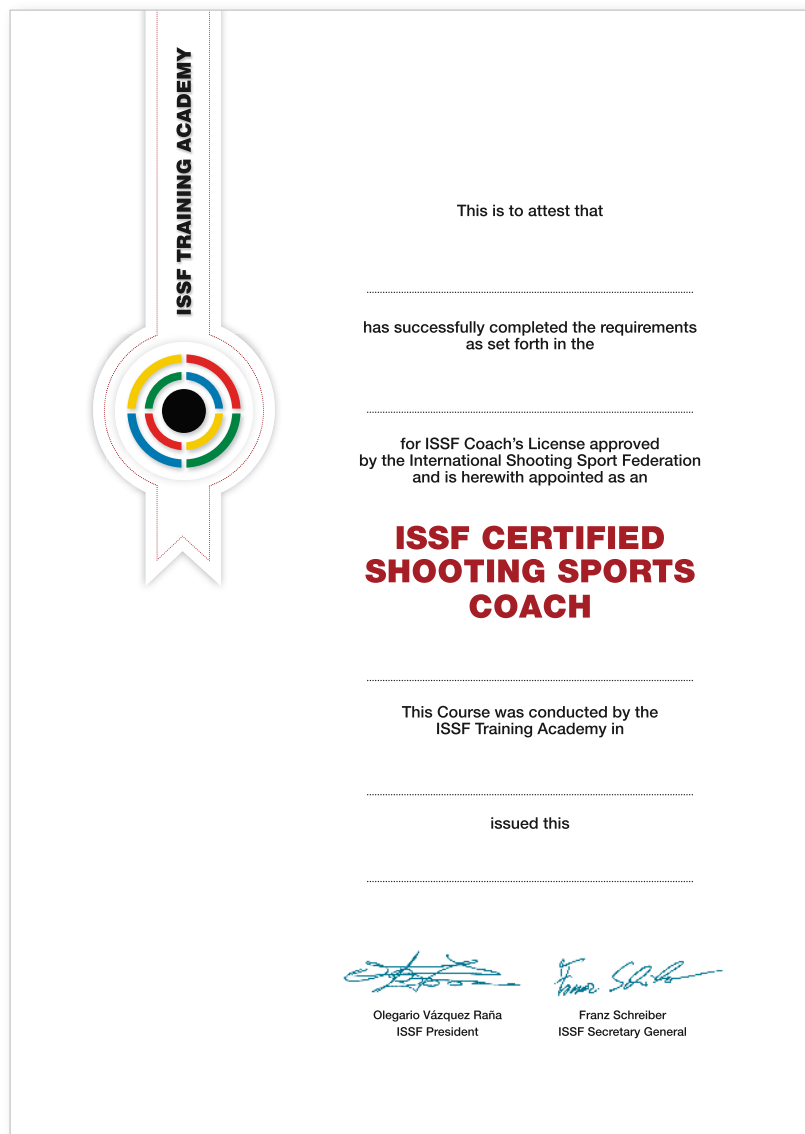 ISSF TRAINING ACADEMY
This is to attest that
has successfully completed the requirements
as set forth in the
for ISSF Coach's License approved
by the International Shooting Sport Federation
and is herewith appointed as an
ISSF CERTIFIED
SHOOTING SPORTS
COACH
This Course was conducted by the
ISSF Training Academy in
issued this
Franz Schreiber
Olegario Vázquez Raña
ISSF President
Franz Schreiber
ISSF Secretary General